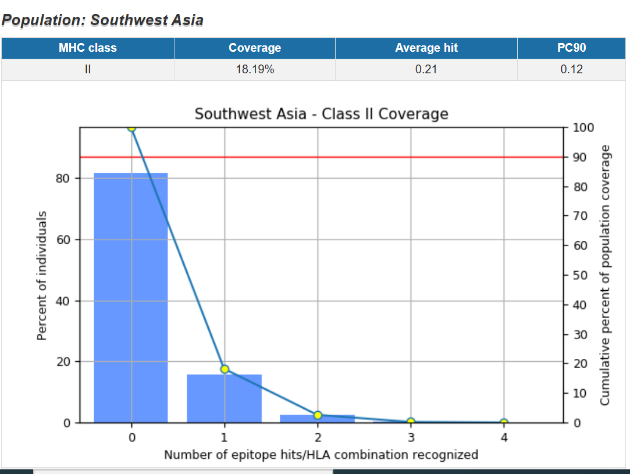 Population: Southwest Asia
MHC class Coverage Average hit PC90
II 18.19% 0.21 0.12
Southwest Asia - Class II Coverage
Percent of individuals
80
60
40
20
0
100
90
80
70
60
50
40
30
20
10
0
Cumulative percent of population coverage
0 1 2 3 4
Number of epitope hits/HLA combination recognized